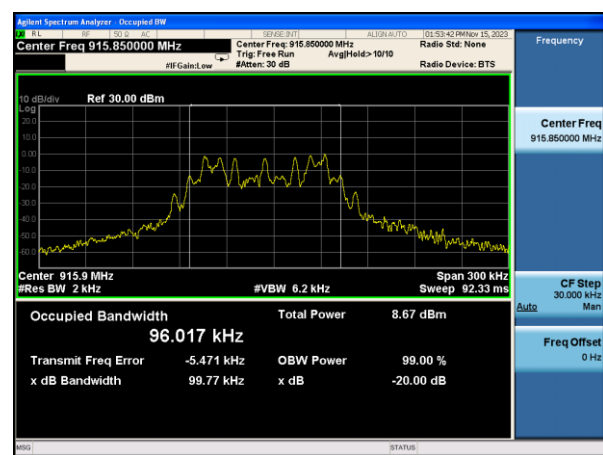 Agilent Spectrum Analyzer - Occupied BW
RL RF 50 Ω AC SENSE:INT ALIGN AUTO 01:53:42 PM Nov 15, 2023
Center Freq 915.850000 MHz
Center Freq: 915.850000 MHz
Radio Std: None
Trig: Free Run Avg|Hold:>10/10
#IFGain:Low
#Atten: 30 dB
Radio Device: BTS
10 dB/div Ref 30.00 dBm
Log
20.0
10.0
0.00
-10.0
-20.0
-30.0
-40.0
-50.0
-60.0
Center 915.9 MHz Span 300 kHz
#Res BW 2 kHz #VBW 6.2 kHz Sweep 92.33 ms
Occupied Bandwidth Total Power 8.67 dBm
96.017 kHz
Transmit Freq Error -5.471 kHz OBW Power 99.00 %
x dB Bandwidth 99.77 kHz x dB -20.00 dB
MSG STATUS
Frequency
Center Freq
915.850000 MHz
CF Step
30.000 kHz
Auto Man
Freq Offset
0 Hz